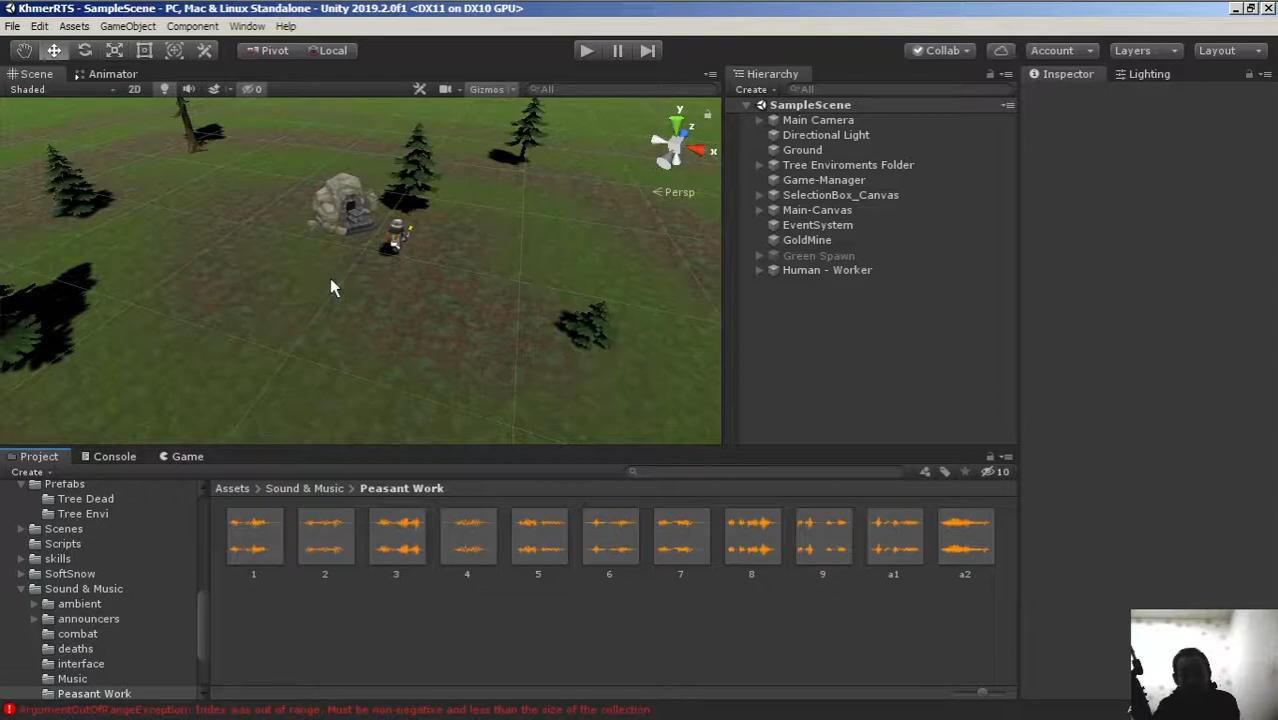 KhmerRTS - SampleScene - PC, Mac & Linux Standalone - Unity 2019.2.0f1 <DX11 on DX10 GPU>
File Edit Assets GameObject Component Window Help
Pivot Local Collab Account Layers Layout
Scene Animator
Shaded 2D 0 Gizmos All
y
z
x
Persp
Hierarchy
Create All
SampleScene
Main Camera
Directional Light
Ground
Tree Enviroments Folder
Game-Manager
SelectionBox_Canvas
Main-Canvas
EventSystem
GoldMine
Green Spawn
Human - Worker
Inspector Lighting
Project Console Game
Create 10
Prefabs
Tree Dead
Tree Envi
Scenes
Scripts
skills
SoftSnow
Sound & Music
ambient
announcers
combat
deaths
interface
Music
Peasant Work
Assets Sound & Music Peasant Work
1 2 3 4 5 6 7 8 9 a1 a2
ArgumentOutOfRangeException: Index was out of range. Must be non-negative and less than the size of the collection.